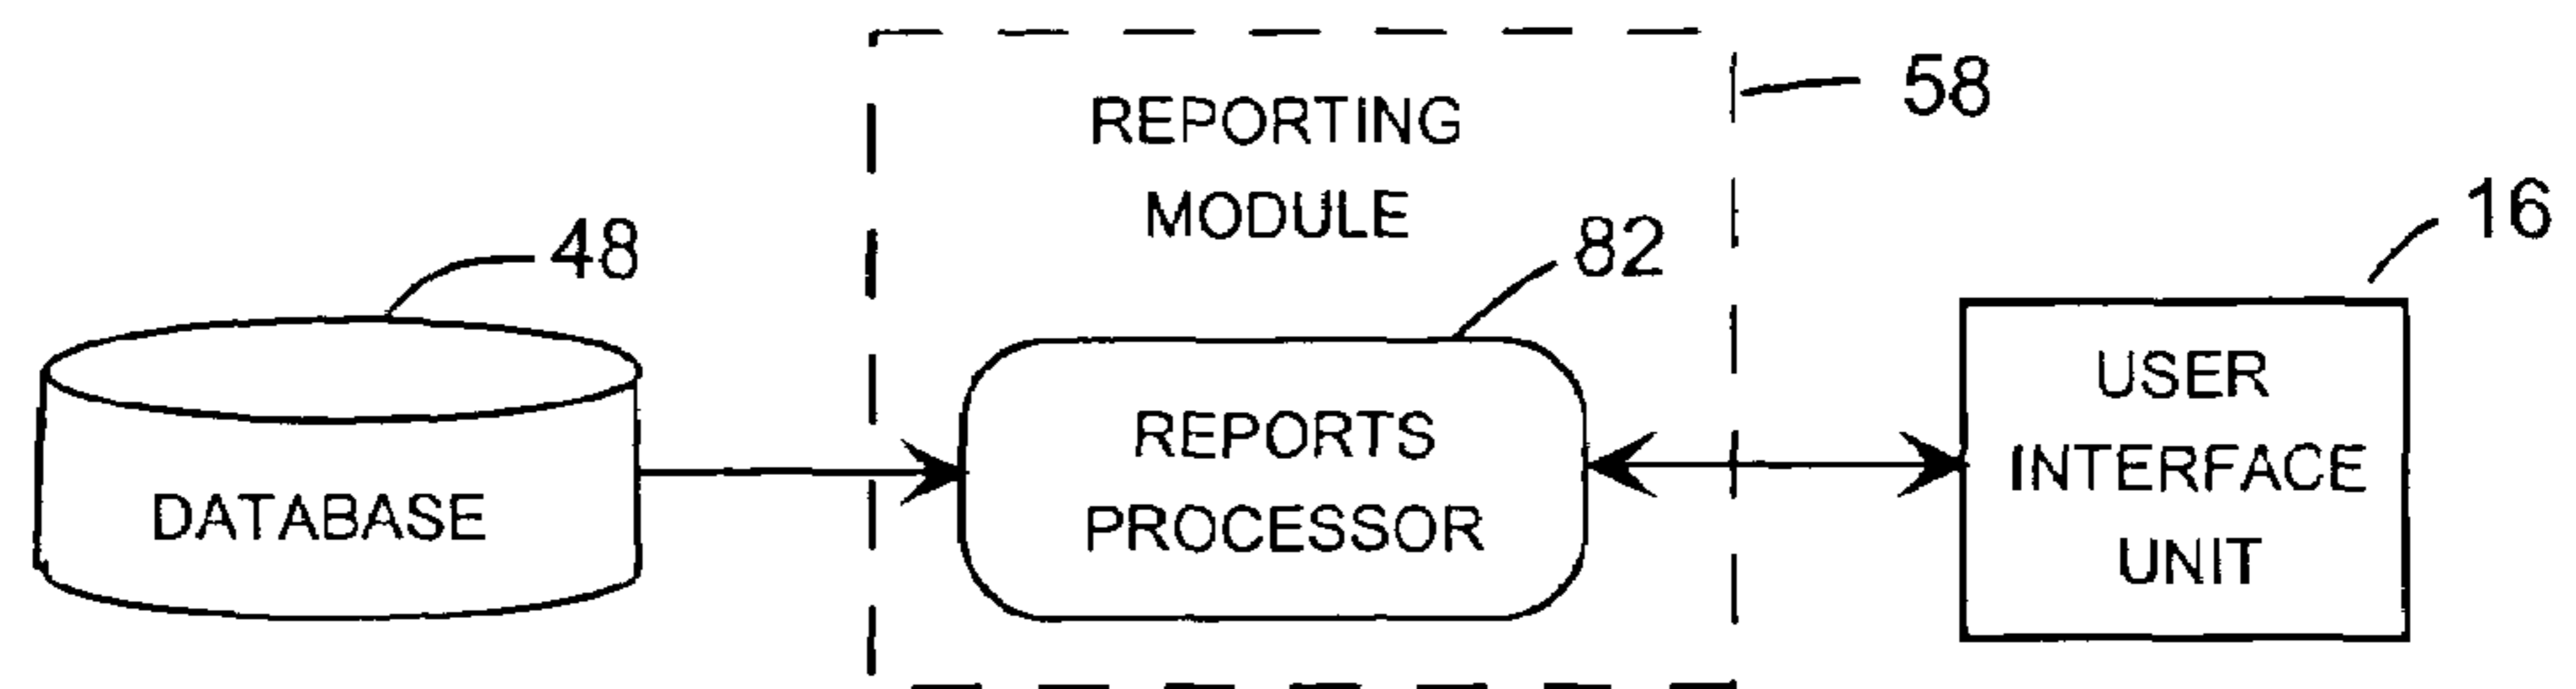 REPORTING
MODULE
58
48
82
16
DATABASE
REPORTS
PROCESSOR
USER
INTERFACE
UNIT